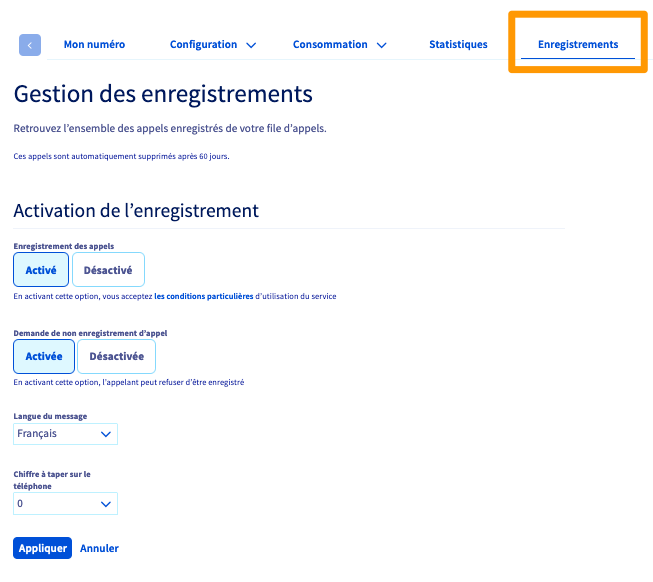 Mon numéro Configuration Consommation Statistiques Enregistrements
Gestion des enregistrements
Retrouvez l'ensemble des appels enregistrés de votre file d'appels.
Ces appels sont automatiquement supprimés après 60 jours.
Activation de l'enregistrement
Enregistrement des appels
Activé Désactivé
En activant cette option, vous acceptez les conditions particulières d'utilisation du service
Demande de non enregistrement d'appel
Activée Désactivée
En activant cette option, l'appelant peut refuser d'être enregistré
Langue du message
Français
Chiffre à taper sur le
téléphone
0
Appliquer Annuler